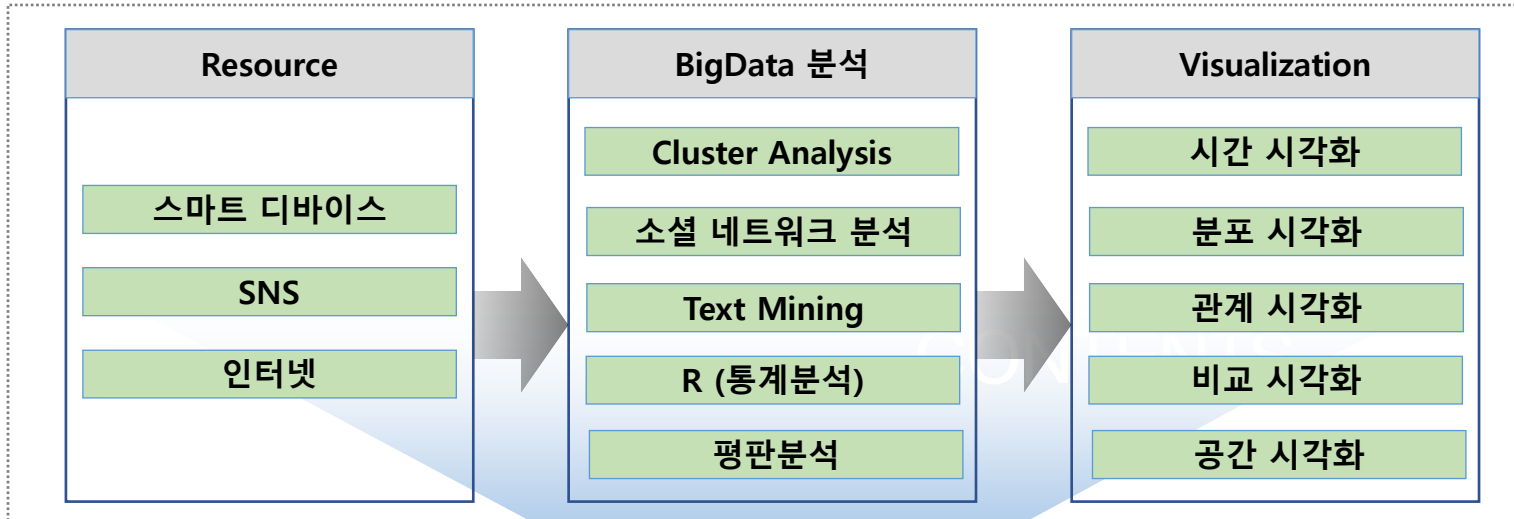 Resource
스마트 디바이스
SNS
인터넷
BigData 분석
Cluster Analysis
소셜 네트워크 분석
Text Mining
R (통계분석)
평판분석
Visualization
시간 시각화
분포 시각화
관계 시각화
비교 시각화
공간 시각화
CONTENTS